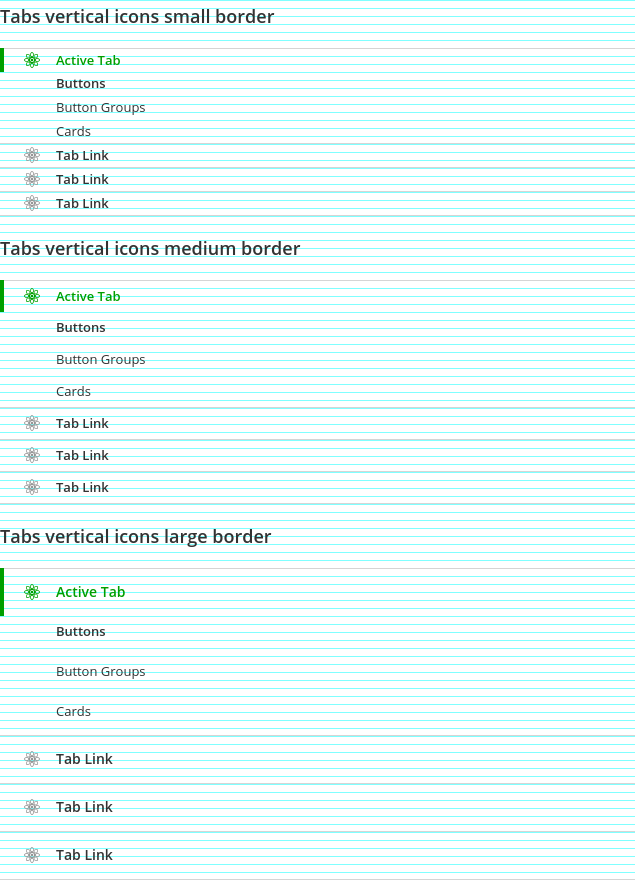 Tabs vertical icons small border
Active Tab
Buttons
Button Groups
Cards
Tab Link
Tab Link
Tab Link
Tabs vertical icons medium border
Active Tab
Buttons
Button Groups
Cards
Tab Link
Tab Link
Tab Link
Tabs vertical icons large border
Active Tab
Buttons
Button Groups
Cards
Tab Link
Tab Link
Tab Link